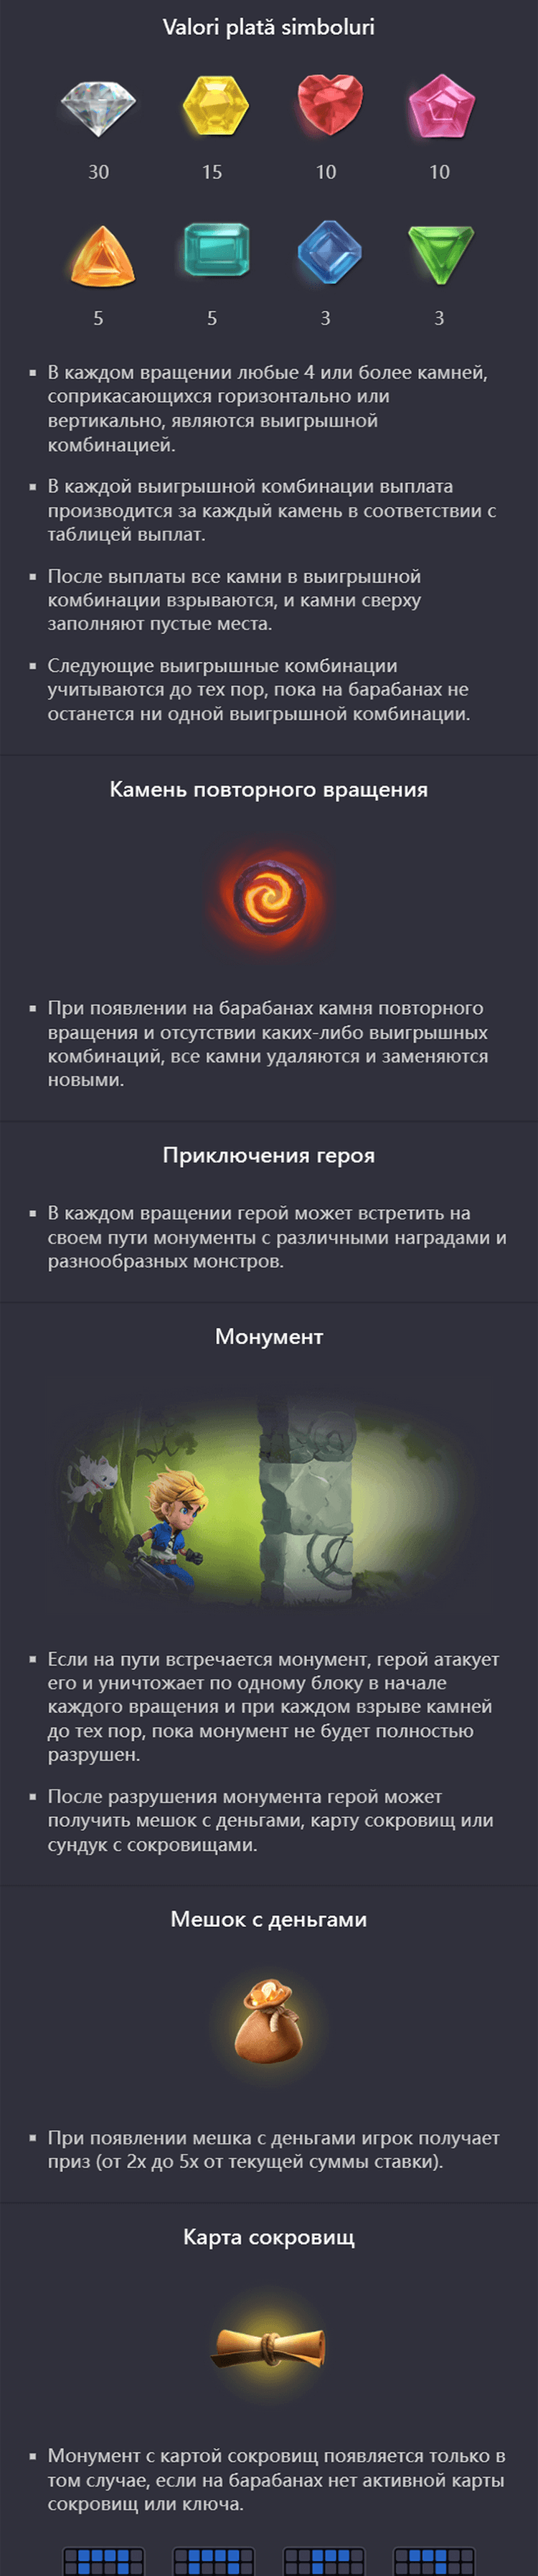 Valori plată simboluri
30 15 10 10
5 5 3 3
▪ В каждом вращении любые 4 или более камней,
соприкасающихся горизонтально или
вертикально, являются выигрышной
комбинацией.
▪ В каждой выигрышной комбинации выплата
производится за каждый камень в соответствии с
таблицей выплат.
▪ После выплаты все камни в выигрышной
комбинации взрываются, и камни сверху
заполняют пустые места.
▪ Следующие выигрышные комбинации
учитываются до тех пор, пока на барабанах не
останется ни одной выигрышной комбинации.
Камень повторного вращения
▪ При появлении на барабанах камня повторного
вращения и отсутствии каких-либо выигрышных
комбинаций, все камни удаляются и заменяются
новыми.
Приключения героя
▪ В каждом вращении герой может встретить на
своем пути монументы с различными наградами и
разнообразных монстров.
Монумент
▪ Если на пути встречается монумент, герой атакует
его и уничтожает по одному блоку в начале
каждого вращения и при каждом взрыве камней
до тех пор, пока монумент не будет полностью
разрушен.
▪ После разрушения монумента герой может
получить мешок с деньгами, карту сокровищ или
сундук с сокровищами.
Мешок с деньгами
▪ При появлении мешка с деньгами игрок получает
приз (от 2x до 5x от текущей суммы ставки).
Карта сокровищ
▪ Монумент с картой сокровищ появляется только в
том случае, если на барабанах нет активной карты
сокровищ или ключа.